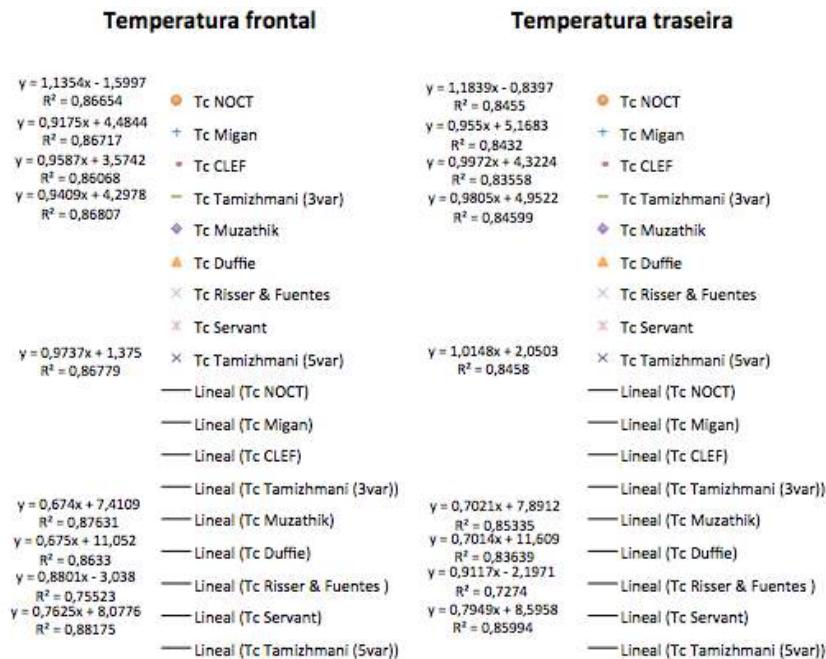 Temperatura frontal
y = 1,1354x - 1,5997
R² = 0,86654
y = 0,9175x + 4,4844
R² = 0,86717
y = 0,9587x + 3,5742
R² = 0,86068
y = 0,9409x + 4,2978
R² = 0,86807
y = 0,9737x + 1,375
R² = 0,86779
y = 0,674x + 7,4109
R² = 0,87631
y = 0,675x + 11,052
R² = 0,8633
y = 0,8801x - 3,038
R² = 0,75523
y = 0,7625x + 8,0776
R² = 0,88175
Tc NOCT
Tc Migan
Tc CLEF
Tc Tamizhmani (3var)
Tc Muzathik
Tc Duffie
Tc Risser & Fuentes
Tc Servant
Tc Tamizhmani (5var)
Lineal (Tc NOCT)
Lineal (Tc Migan)
Lineal (Tc CLEF)
Lineal (Tc Tamizhmani (3var))
Lineal (Tc Muzathik)
Lineal (Tc Duffie)
Lineal (Tc Risser & Fuentes )
Lineal (Tc Servant)
Lineal (Tc Tamizhmani (5var))
Temperatura traseira
y = 1,1839x - 0,8397
R² = 0,8455
y = 0,955x + 5,1683
R² = 0,8432
y = 0,9972x + 4,3224
R² = 0,83558
y = 0,9805x + 4,9522
R² = 0,84599
y = 1,0148x + 2,0503
R² = 0,8458
y = 0,7021x + 7,8912
R² = 0,85335
y = 0,7014x + 11,609
R² = 0,83639
y = 0,9117x - 2,1971
R² = 0,7274
y = 0,7949x + 8,5958
R² = 0,85994
Tc NOCT
Tc Migan
Tc CLEF
Tc Tamizhmani (3var)
Tc Muzathik
Tc Duffie
Tc Risser & Fuentes
Tc Servant
Tc Tamizhmani (5var)
Lineal (Tc NOCT)
Lineal (Tc Migan)
Lineal (Tc CLEF)
Lineal (Tc Tamizhmani (3var))
Lineal (Tc Muzathik)
Lineal (Tc Duffie)
Lineal (Tc Risser & Fuentes )
Lineal (Tc Servant)
Lineal (Tc Tamizhmani (5var))